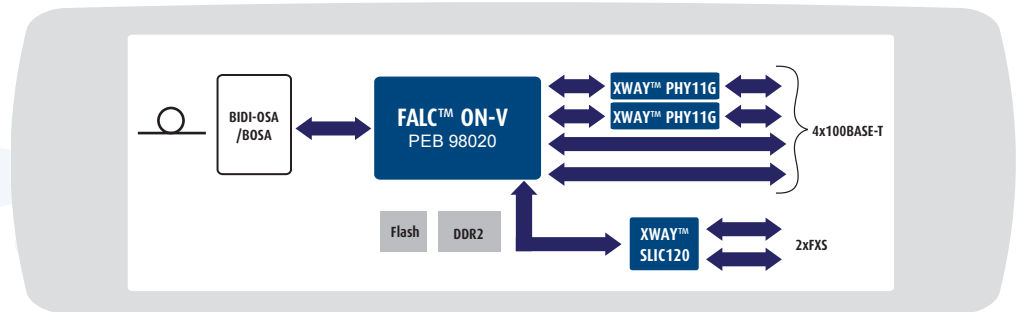 BIDI-OSA
/BOSA
FALC™ ON-V
PEB 98020
XWAY™ PHY11G
XWAY™ PHY11G
4x100BASE-T
Flash
DDR2
XWAY™
SLIC120
2xFXS